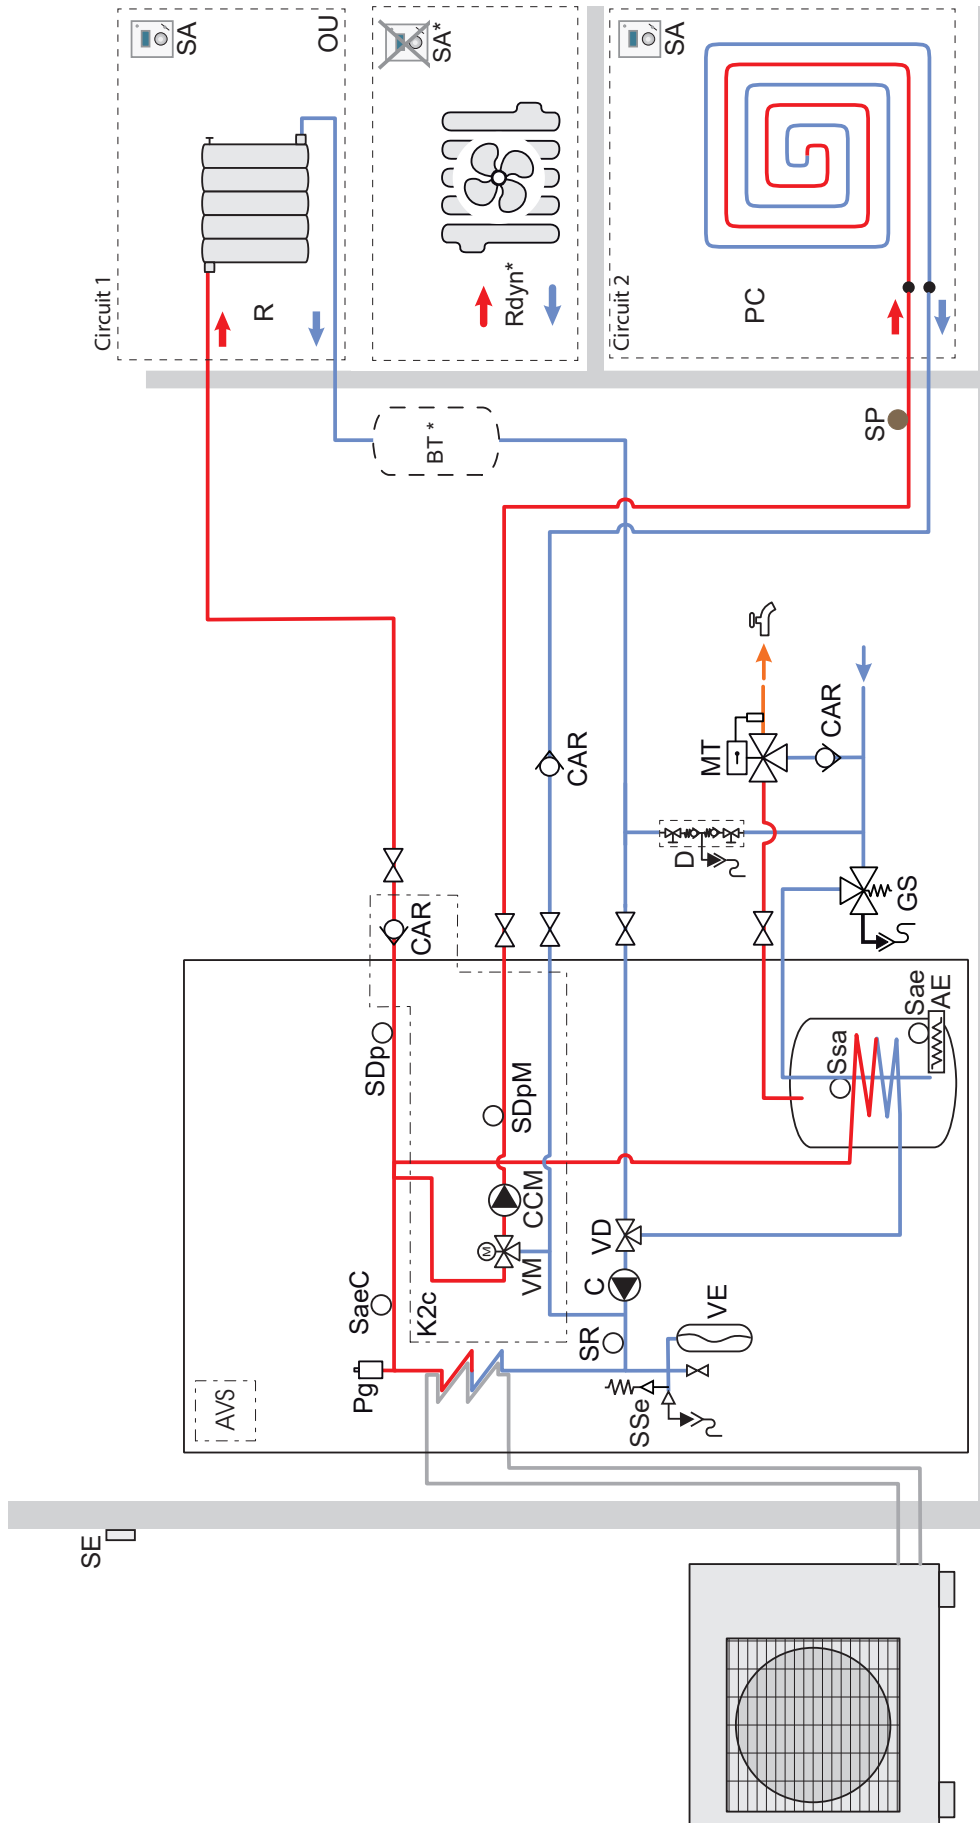 SA
OU
Circuit 1
R
SA*
Rdyn*
SA
Circuit 2
PC
BT *
SP
CAR
MT
CAR
D
GS
CAR
SDp
SDpM
Sae
AE
Ssa
CCM
VM
VD
C
SaeC
K2c
SR
VE
Pg
SSe
AVS
M
SE